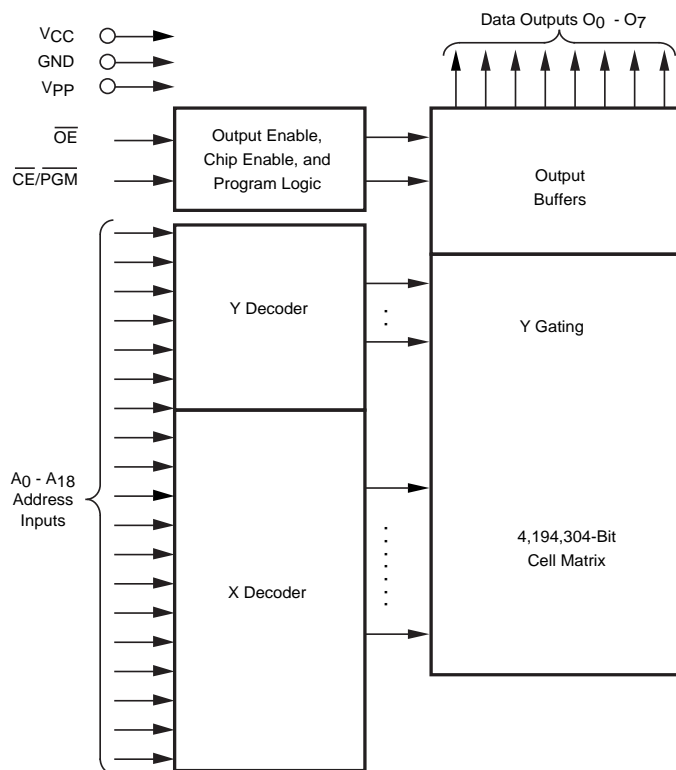 Data Outputs O0 - O7
VCC
GND
VPP
OE
CE/PGM
Output Enable,
Chip Enable, and
Program Logic
Output
Buffers
Y Decoder
Y Gating
A0 - A18
Address
Inputs
X Decoder
4,194,304-Bit
Cell Matrix